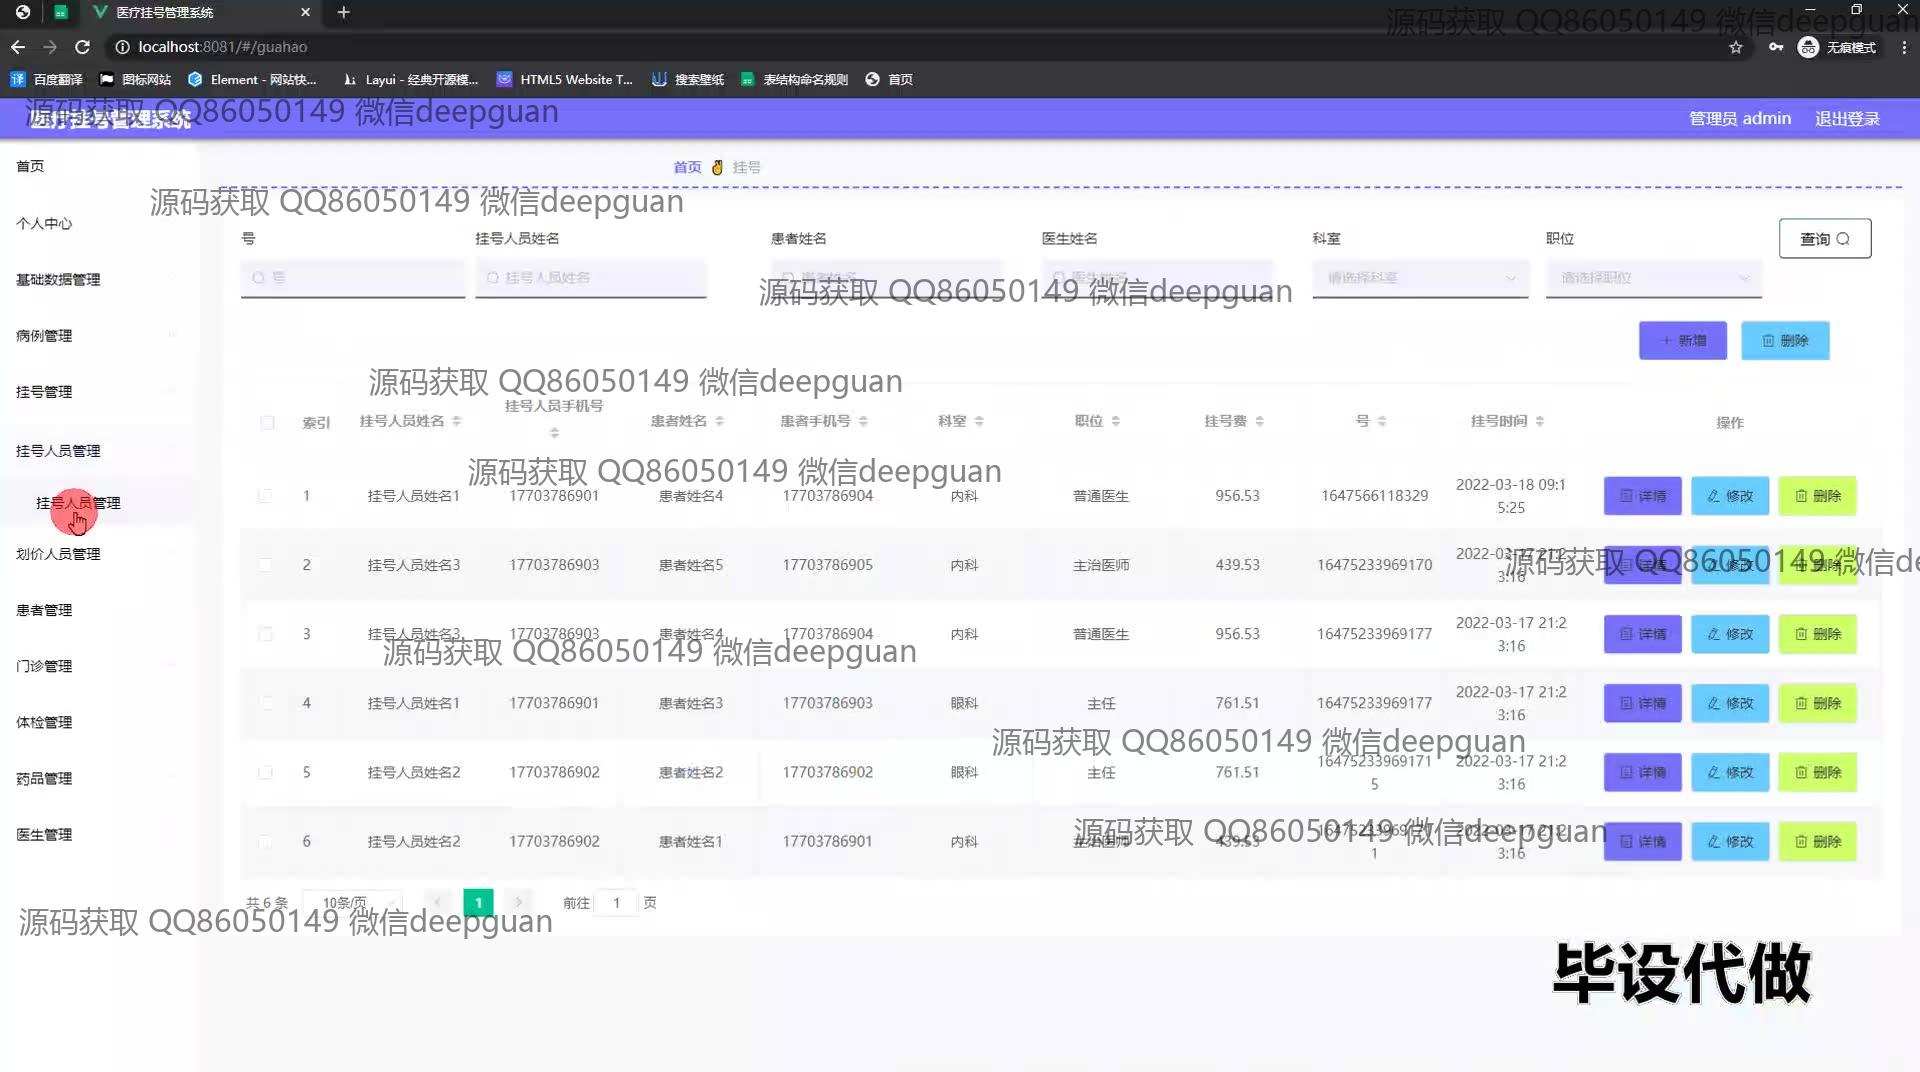 医疗挂号管理系统
localhost:8081/#/guahao
无痕模式
百度翻译 图标网站 Element - 网站快... Layui - 经典开源模... HTML5 Website T... 搜索壁纸 表结构命名规则 首页
源码获取 QQ86050149 微信deepguan
医疗挂号管理系统
源码获取 QQ86050149 微信deepguan
管理员 admin 退出登录
首页
个人中心
基础数据管理
病例管理
挂号管理
挂号人员管理
挂号人员管理
划价人员管理
患者管理
门诊管理
体检管理
药品管理
医生管理
首页 挂号
源码获取 QQ86050149 微信deepguan
号 挂号人员姓名 患者姓名 医生姓名 科室 职位 查询
号 挂号人员姓名 患者姓名 医生姓名 请选择科室 请选择职位
源码获取 QQ86050149 微信deepguan
新增 删除
源码获取 QQ86050149 微信deepguan
索引 挂号人员姓名 挂号人员手机号 患者姓名 患者手机号 科室 职位 挂号费 号 挂号时间 操作
源码获取 QQ86050149 微信deepguan
1 挂号人员姓名1 17703786901 患者姓名4 17703786904 内科 普通医生 956.53 1647566118329 2022-03-18 09:1
5:25 详情 修改 删除
2 挂号人员姓名3 17703786903 患者姓名5 17703786905 内科 主治医师 439.53 16475233969170 2022-03-17 21:2
3:16 详情 修改 删除
源码获取 QQ86050149 微信de
3 挂号人员姓名3 17703786903 患者姓名4 17703786904 内科 普通医生 956.53 16475233969177 2022-03-17 21:2
3:16 详情 修改 删除
源码获取 QQ86050149 微信deepguan
4 挂号人员姓名1 17703786901 患者姓名3 17703786903 眼科 主任 761.51 16475233969177 2022-03-17 21:2
3:16 详情 修改 删除
源码获取 QQ86050149 微信deepguan
5 挂号人员姓名2 17703786902 患者姓名2 17703786902 眼科 主任 761.51 16475233969171
5 2022-03-17 21:2
3:16 详情 修改 删除
6 挂号人员姓名2 17703786902 患者姓名1 17703786901 内科 主治医师 439.53 16475233969171
1 2022-03-17 21:2
3:16 详情 修改 删除
源码获取 QQ86050149 微信deepguan
共 6 条 10条/页 1 前往 1 页
源码获取 QQ86050149 微信deepguan
毕设代做